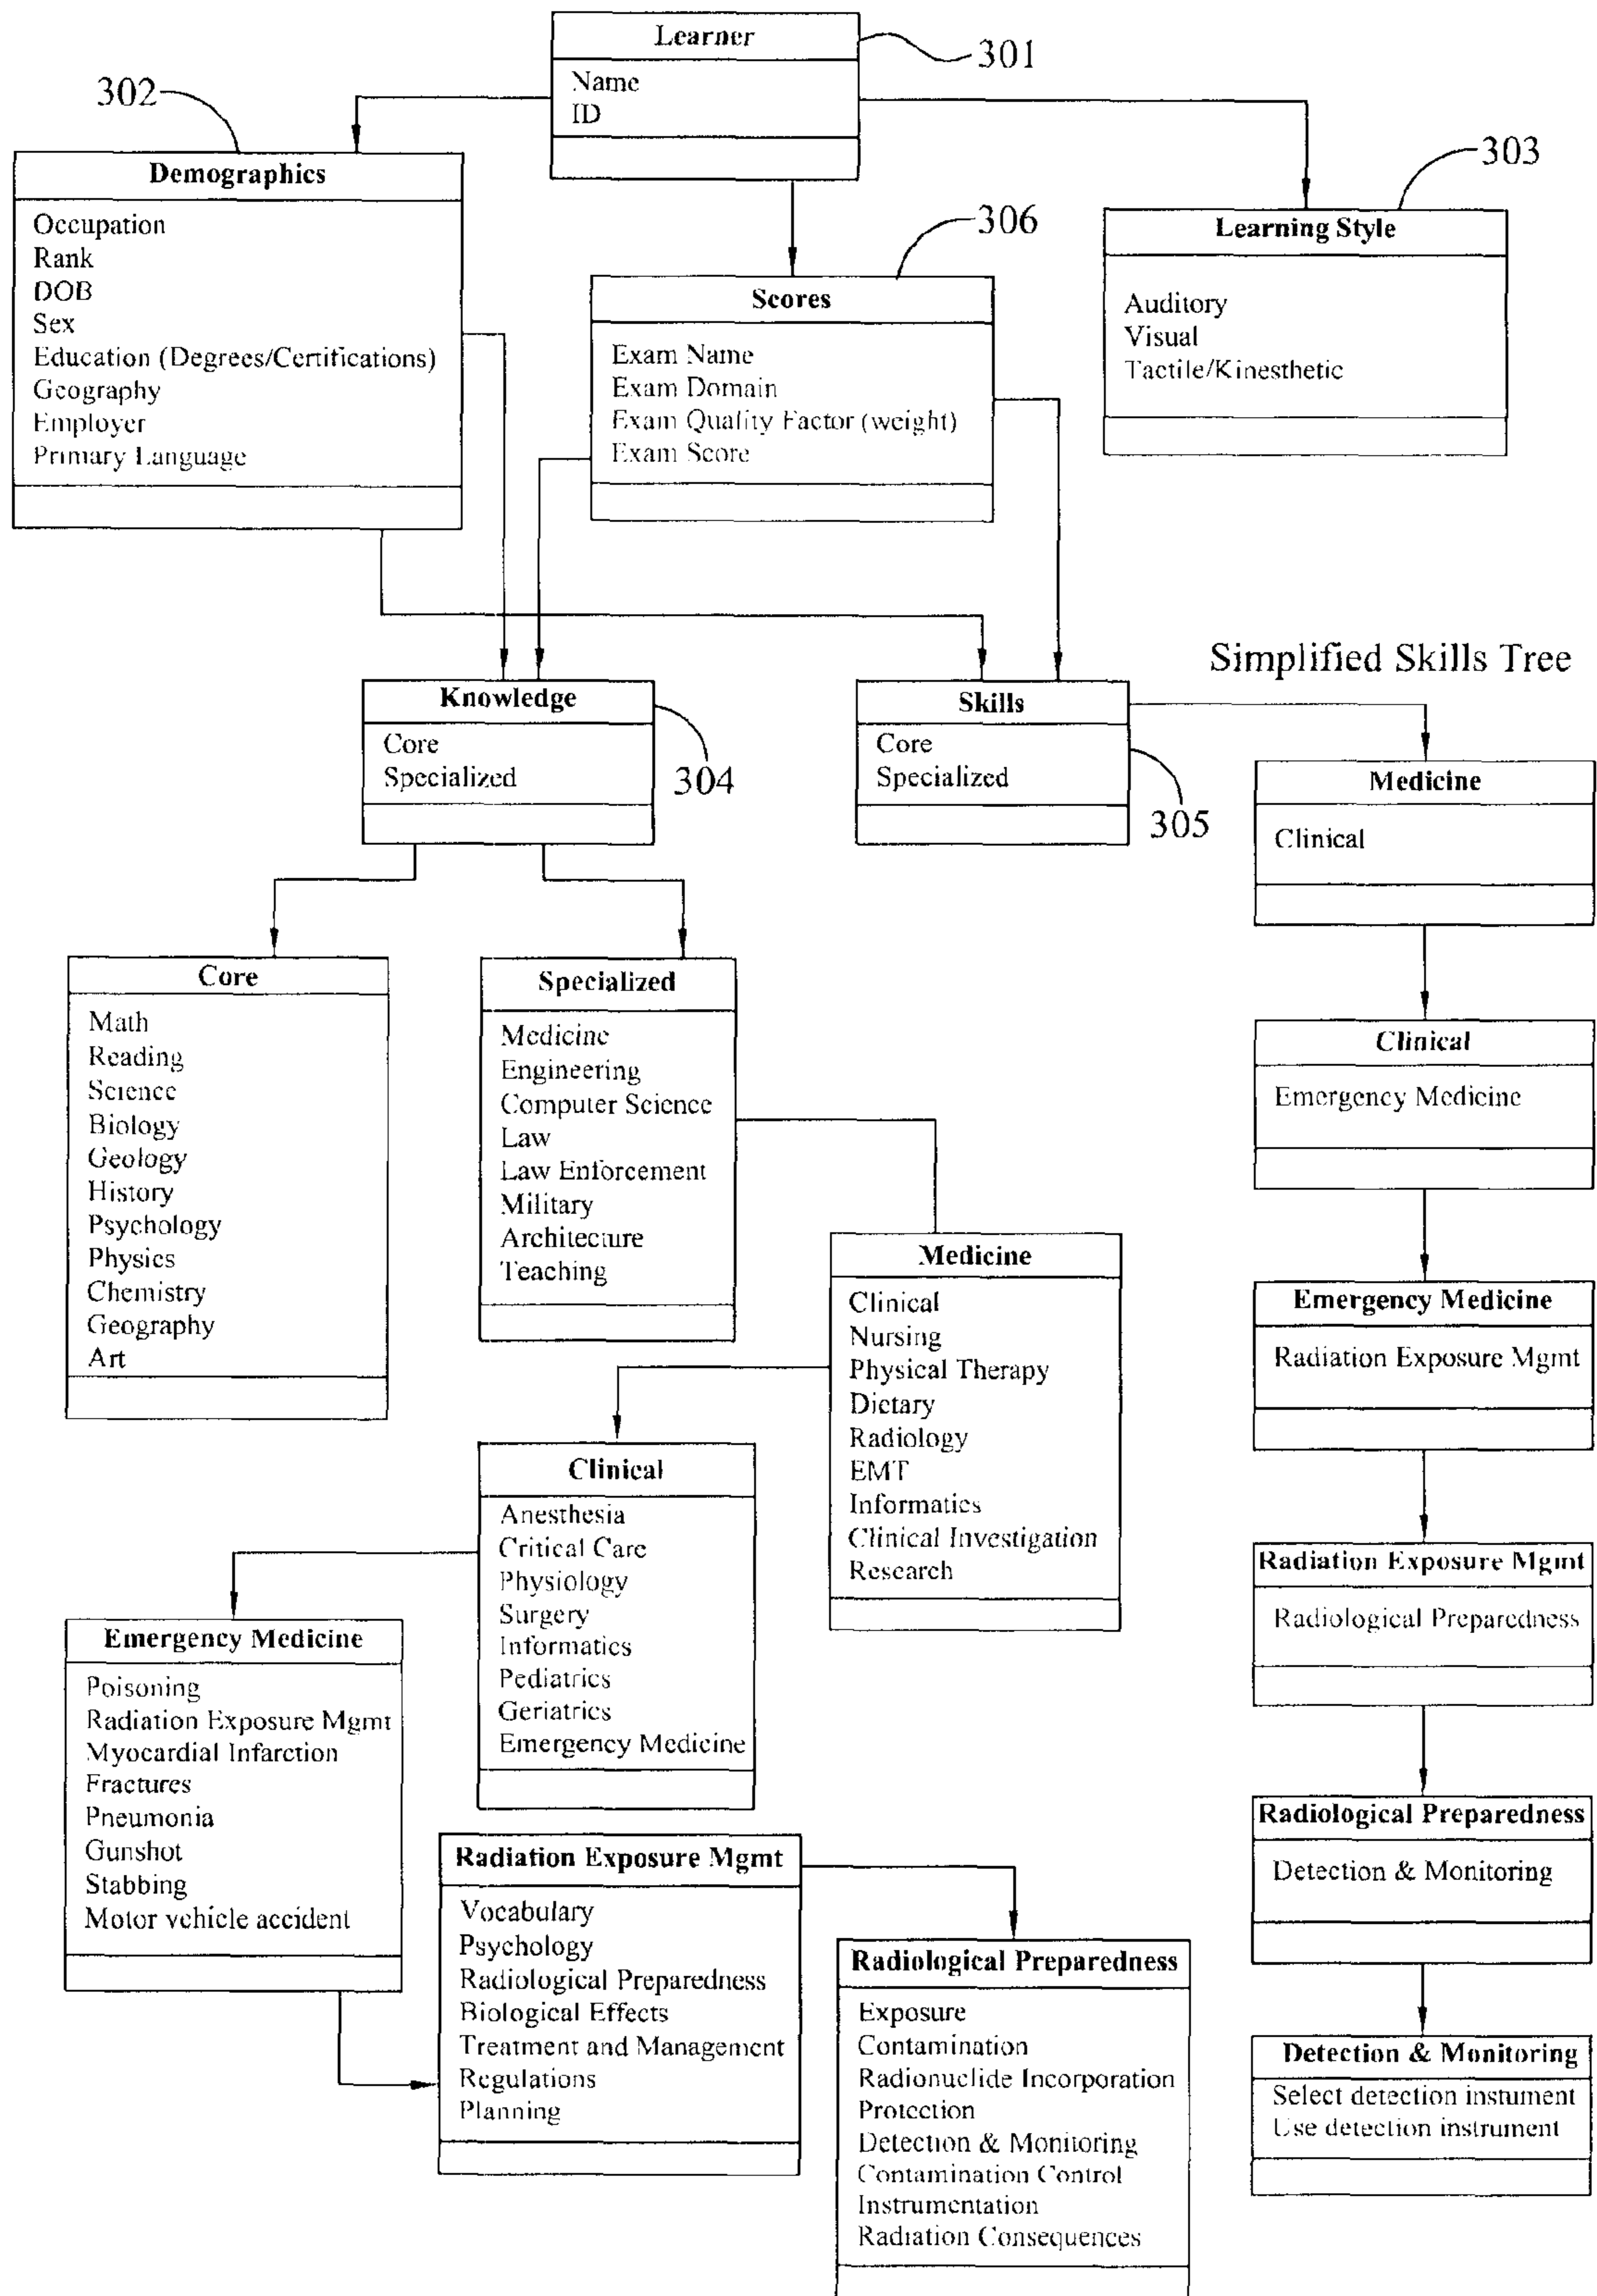 Learner
Name
ID
301
302
Demographics
Occupation
Rank
DOB
Sex
Education (Degrees/Certifications)
Geography
Employer
Primary Language
306
Scores
Exam Name
Exam Domain
Exam Quality Factor (weight)
Exam Score
303
Learning Style
Auditory
Visual
Tactile/Kinesthetic
Knowledge
Core
Specialized
304
Skills
Core
Specialized
305
Simplified Skills Tree
Medicine
Clinical
Clinical
Emergency Medicine
Emergency Medicine
Radiation Exposure Mgmt
Radiation Exposure Mgmt
Radiological Preparedness
Radiological Preparedness
Detection & Monitoring
Detection & Monitoring
Select detection instument
Use detection instrument
Core
Math
Reading
Science
Biology
Geology
History
Psychology
Physics
Chemistry
Geography
Art
Specialized
Medicine
Engineering
Computer Science
Law
Law Enforcement
Military
Architecture
Teaching
Medicine
Clinical
Nursing
Physical Therapy
Dietary
Radiology
EMT
Informatics
Clinical Investigation
Research
Clinical
Anesthesia
Critical Care
Physiology
Surgery
Informatics
Pediatrics
Geriatrics
Emergency Medicine
Emergency Medicine
Poisoning
Radiation Exposure Mgmt
Myocardial Infarction
Fractures
Pneumonia
Gunshot
Stabbing
Motor vehicle accident
Radiation Exposure Mgmt
Vocabulary
Psychology
Radiological Preparedness
Biological Effects
Treatment and Management
Regulations
Planning
Radiological Preparedness
Exposure
Contamination
Radionuclide Incorporation
Protection
Detection & Monitoring
Contamination Control
Instrumentation
Radiation Consequences